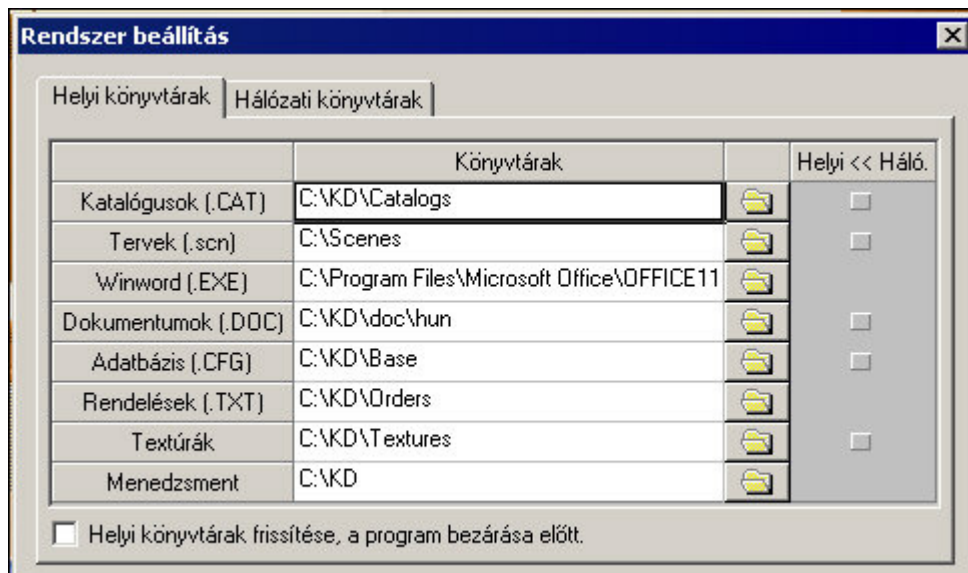 Rendszer beállítás
Helyi könyvtárak Hálózati könyvtárak
Könyvtárak Helyi << Háló.
Katalógusok (.CAT) C:\KD\Catalogs
Tervek (.scn) C:\Scenes
Winword (.EXE) C:\Program Files\Microsoft Office\OFFICE11
Dokumentumok (.DOC) C:\KD\doc\hun
Adatbázis (.CFG) C:\KD\Base
Rendelések (.TXT) C:\KD\Orders
Textúrák C:\KD\Textures
Menedzsment C:\KD
Helyi könyvtárak frissítése, a program bezárása előtt.